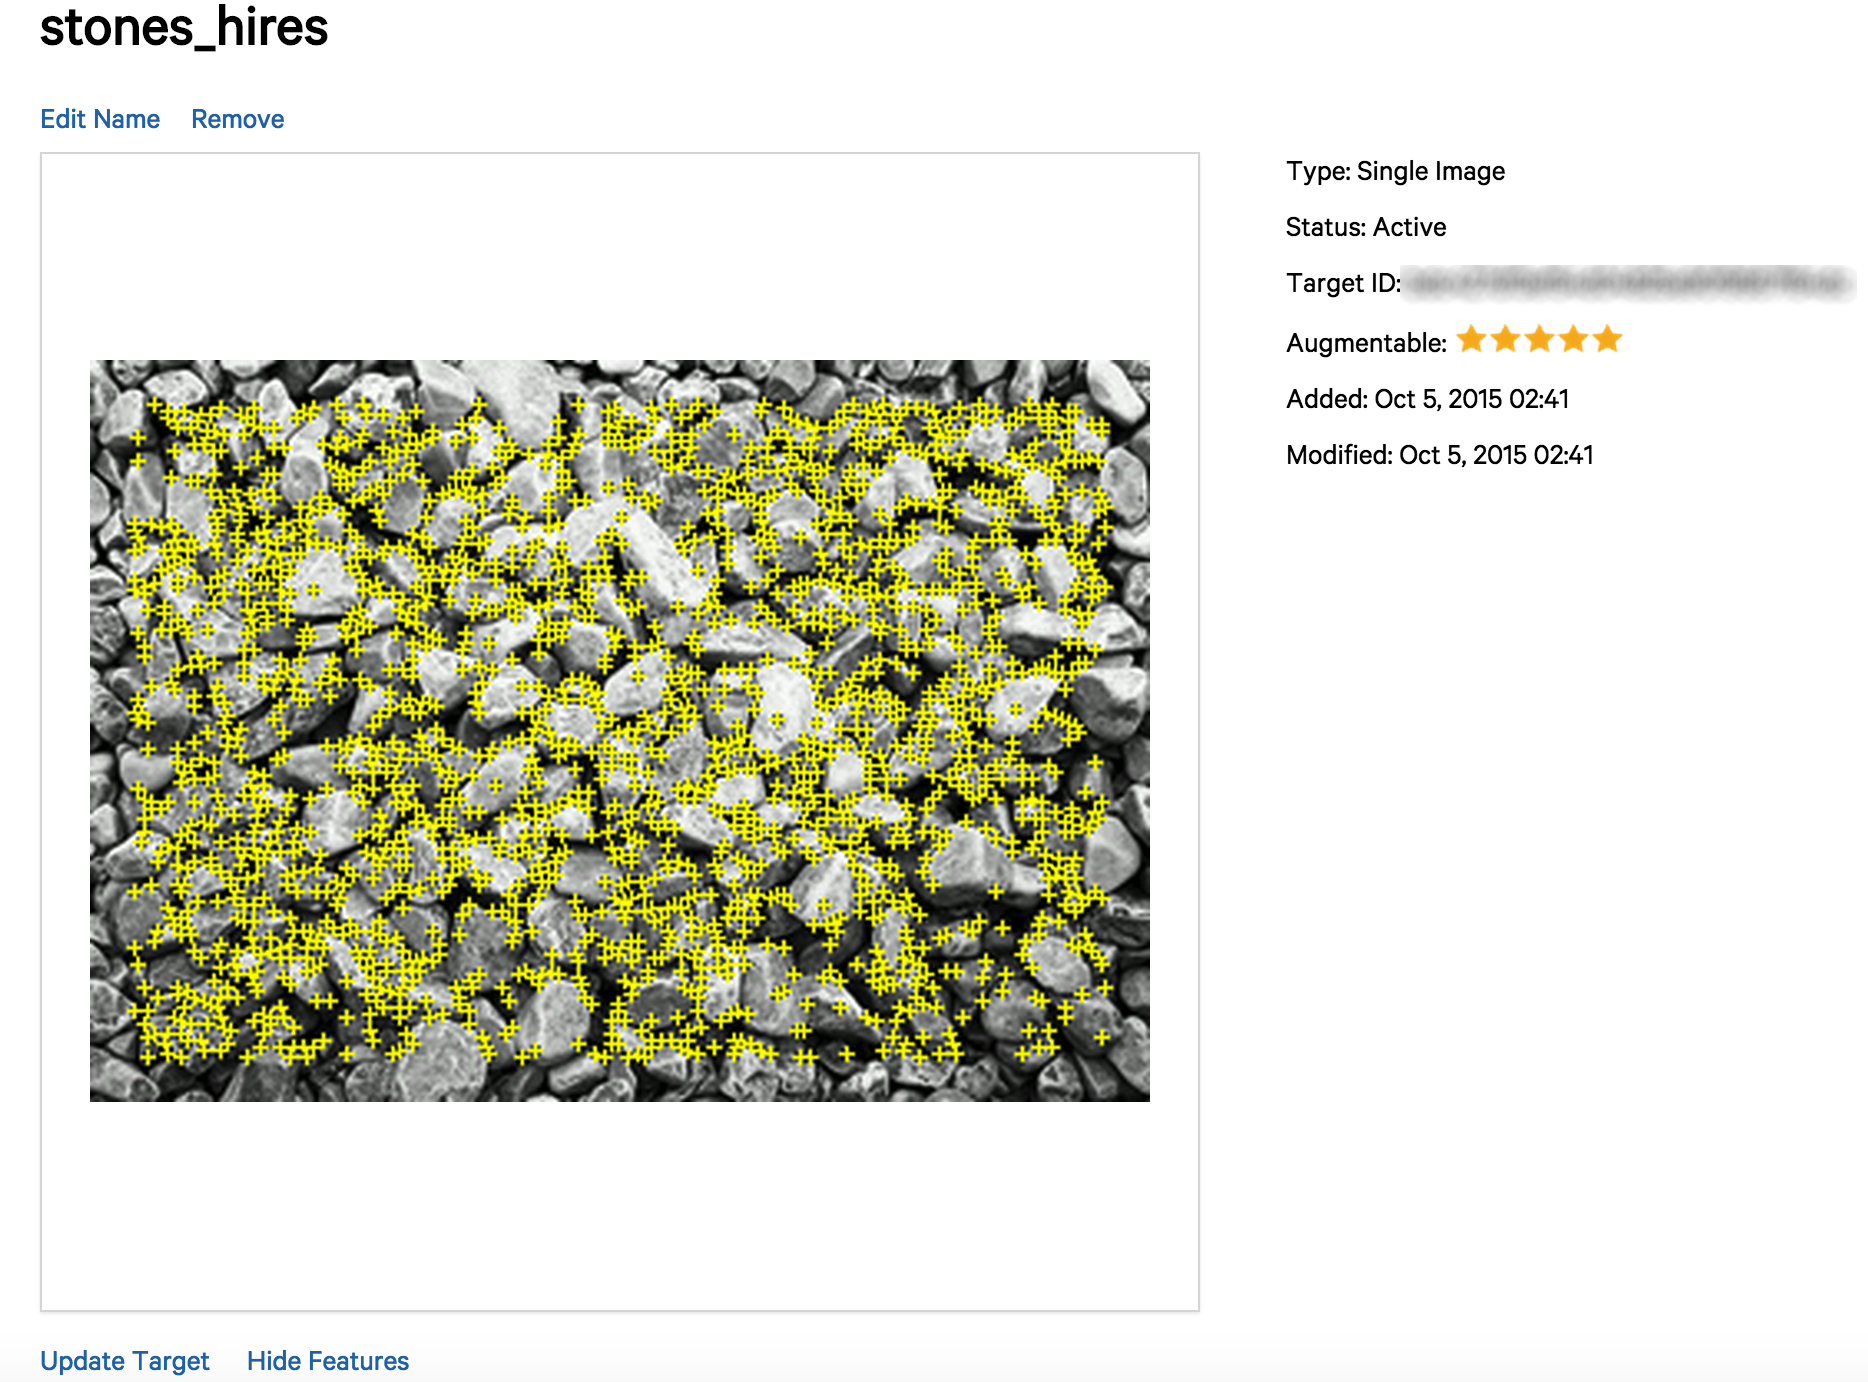 stones_hires
Edit Name Remove
Type: Single Image
Status: Active
Target ID:
Augmentable:
Added: Oct 5, 2015 02:41
Modified: Oct 5, 2015 02:41
Update Target Hide Features